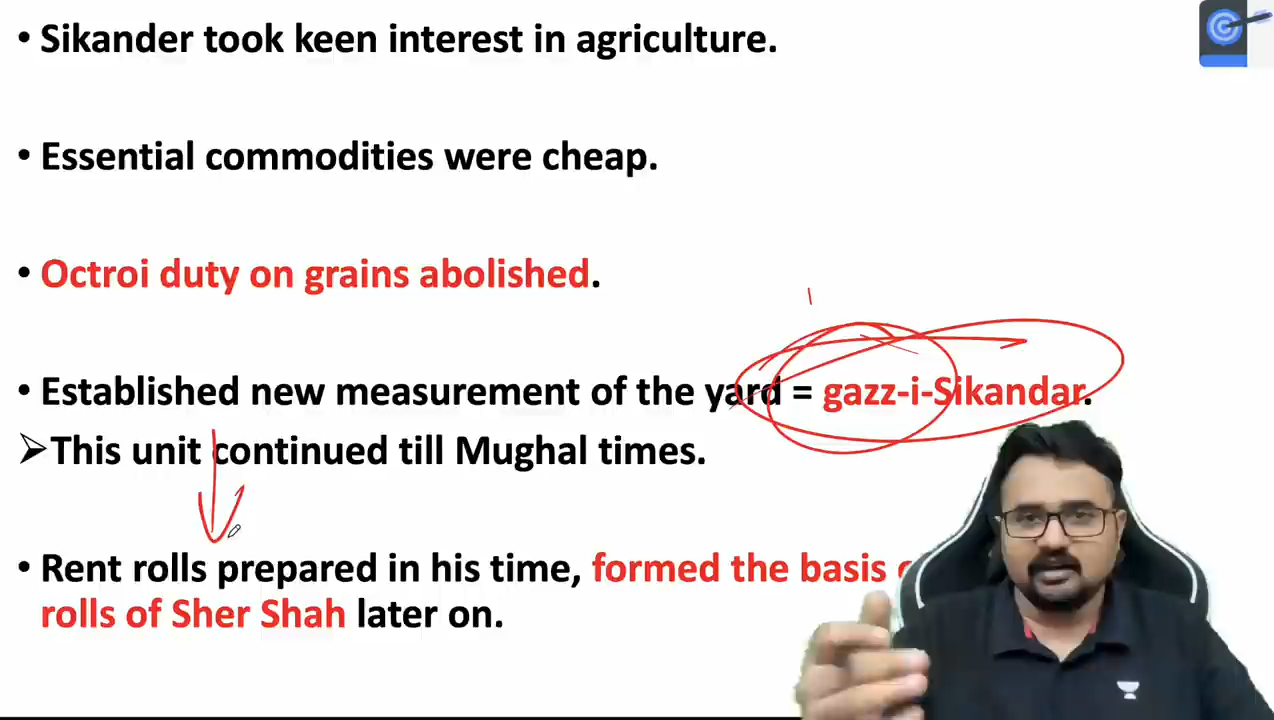 • Sikander took keen interest in agriculture.
• Essential commodities were cheap.
• Octroi duty on grains abolished.
• Established new measurement of the yard = gazz-i-Sikandar.
➢This unit continued till Mughal times.
• Rent rolls prepared in his time, formed the basis
rolls of Sher Shah later on.